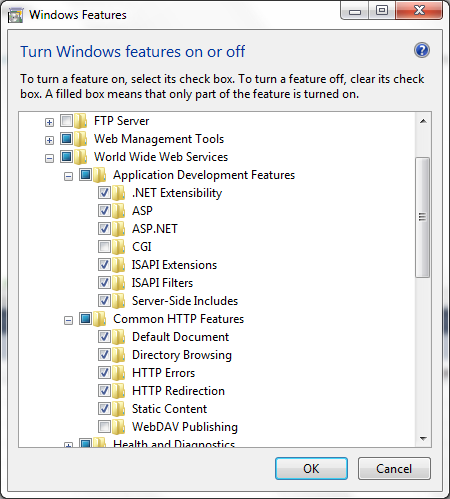 Windows Features
Turn Windows features on or off
To turn a feature on, select its check box. To turn a feature off, clear its check
box. A filled box means that only part of the feature is turned on.
FTP Server
Web Management Tools
World Wide Web Services
Application Development Features
.NET Extensibility
ASP
ASP.NET
CGI
ISAPI Extensions
ISAPI Filters
Server-Side Includes
Common HTTP Features
Default Document
Directory Browsing
HTTP Errors
HTTP Redirection
Static Content
WebDAV Publishing
Health and Diagnostics
OK Cancel